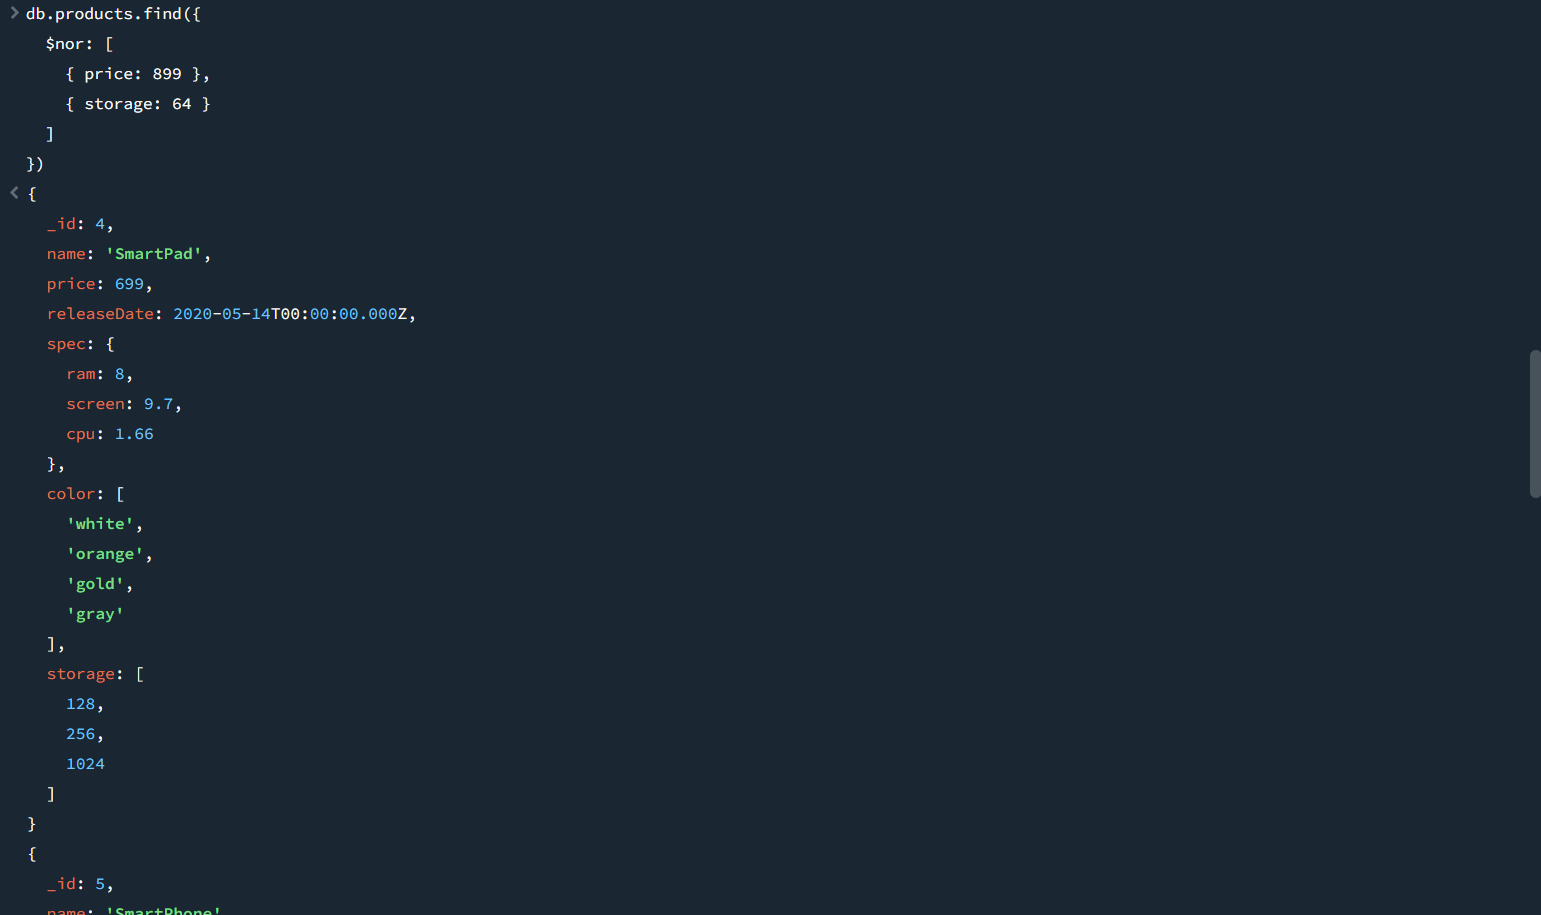 > db.products.find({
$nor: [
{ price: 899 },
{ storage: 64 }
]
})
< {
_id: 4,
name: 'SmartPad',
price: 699,
releaseDate: 2020-05-14T00:00:00.000Z,
spec: {
ram: 8,
screen: 9.7,
cpu: 1.66
},
color: [
'white',
'orange',
'gold',
'gray'
],
storage: [
128,
256,
1024
]
}
{
_id: 5,
name: 'SmartPhone'